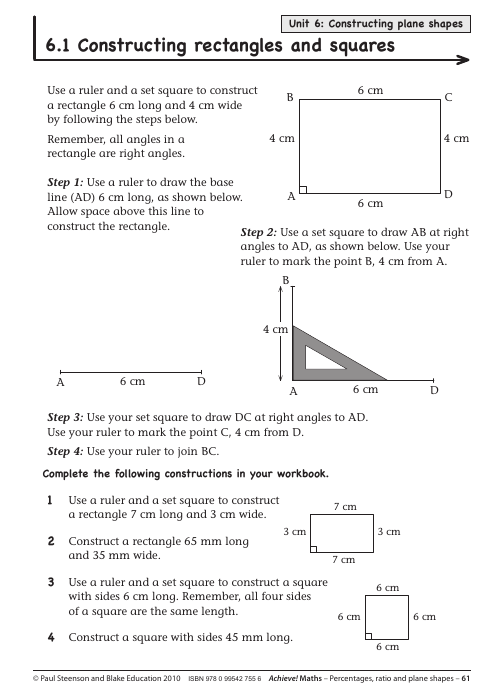 Unit 6: Constructing plane shapes
6.1 Constructing rectangles and squares
Use a ruler and a set square to construct
a rectangle 6 cm long and 4 cm wide
by following the steps below.
Remember, all angles in a
rectangle are right angles.
B
6 cm
C
4 cm
4 cm
A
6 cm
D
Step 1: Use a ruler to draw the base
line (AD) 6 cm long, as shown below.
Allow space above this line to
construct the rectangle.
Step 2: Use a set square to draw AB at right
angles to AD, as shown below. Use your
ruler to mark the point B, 4 cm from A.
A
6 cm
D
B
4 cm
A
6 cm
D
Step 3: Use your set square to draw DC at right angles to AD.
Use your ruler to mark the point C, 4 cm from D.
Step 4: Use your ruler to join BC.
Complete the following constructions in your workbook.
1 Use a ruler and a set square to construct
a rectangle 7 cm long and 3 cm wide.
7 cm
3 cm
3 cm
7 cm
2 Construct a rectangle 65 mm long
and 35 mm wide.
3 Use a ruler and a set square to construct a square
with sides 6 cm long. Remember, all four sides
of a square are the same length.
6 cm
6 cm
6 cm
6 cm
4 Construct a square with sides 45 mm long.
© Paul Steenson and Blake Education 2010 ISBN 978 0 99542 755 6 Achieve! Maths – Percentages, ratio and plane shapes – 61